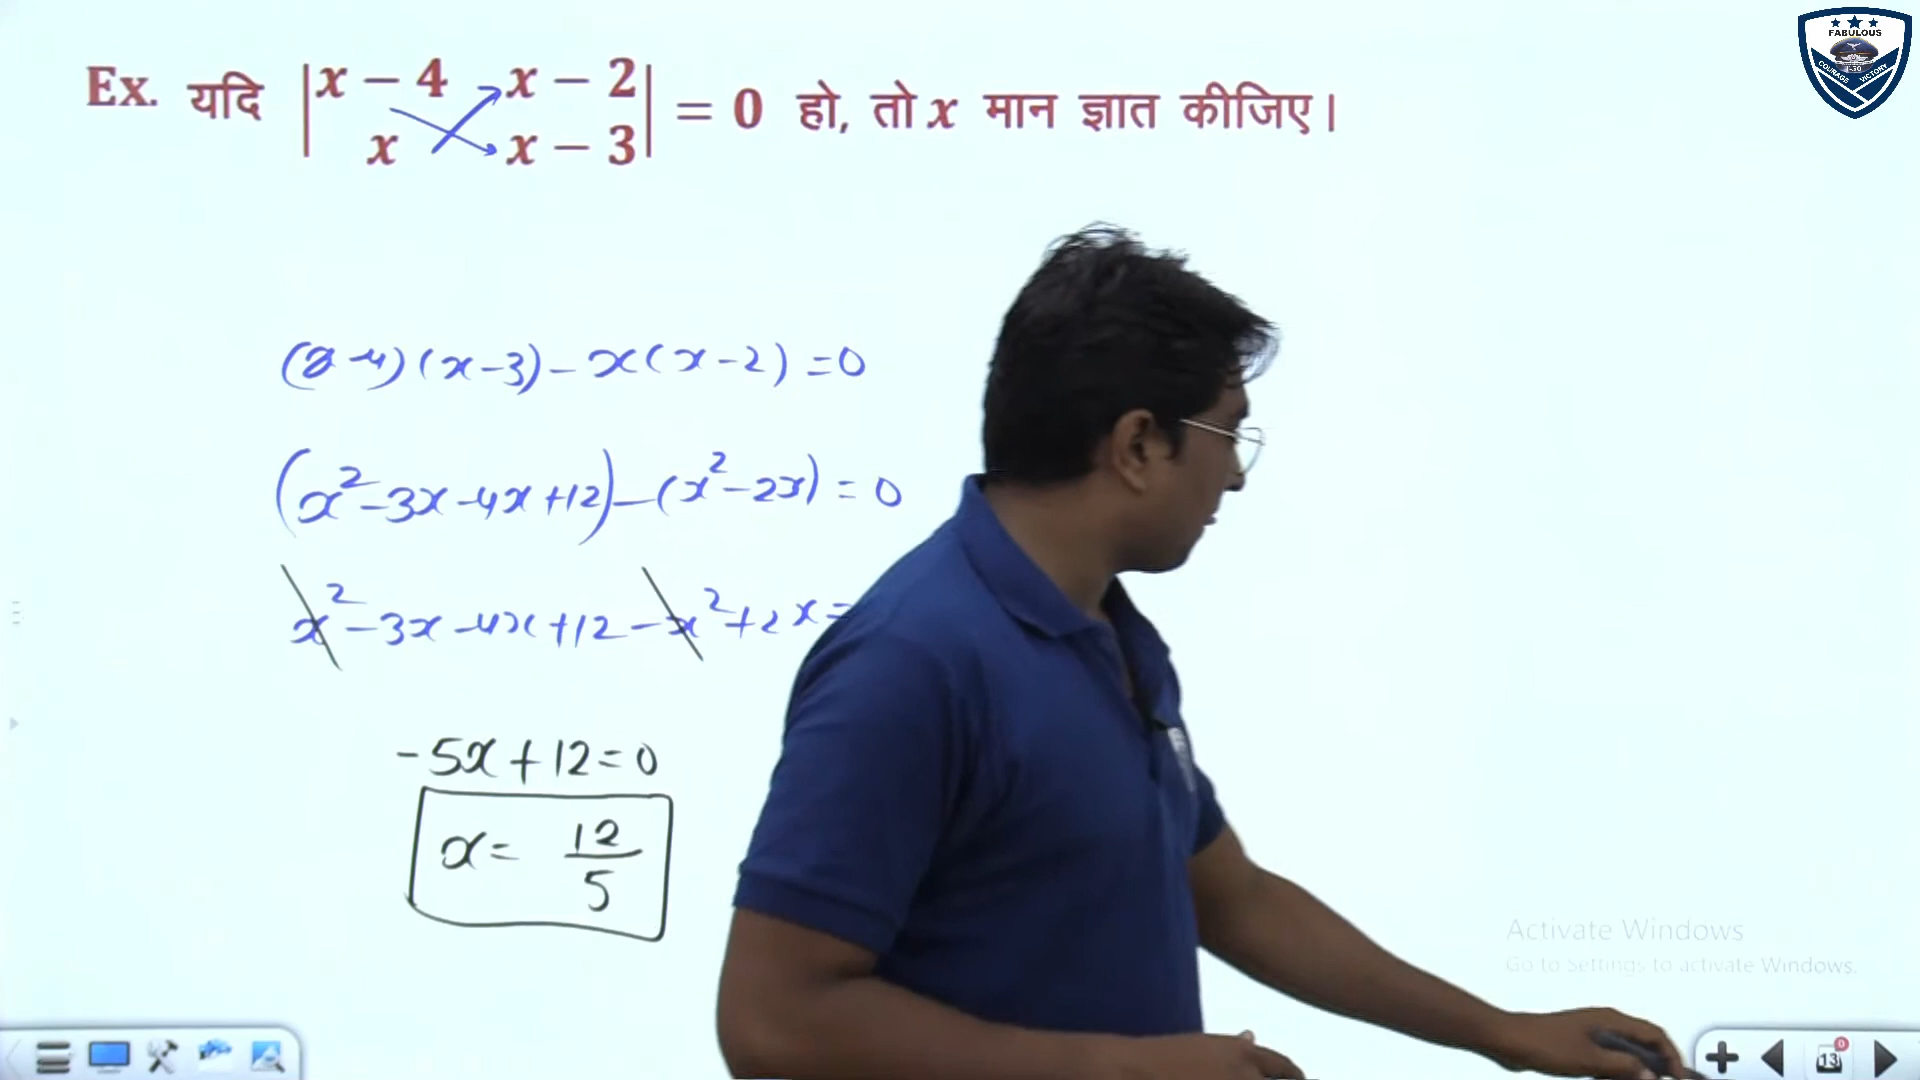 Ex. यदि |x − 4 x − 2| = 0 हो, तो x मान ज्ञात कीजिए।
|x x − 3|
(x-4)(x-3) - x(x-2) = 0
(x²-3x-4x+12) - (x²-2x) = 0
x²-3x-4x+12-x²+2x=
-5x+12=0
x= 12/5
FABULOUS
COURAGE VICTORY
Activate Windows
Go to Settings to activate Windows.
13
0